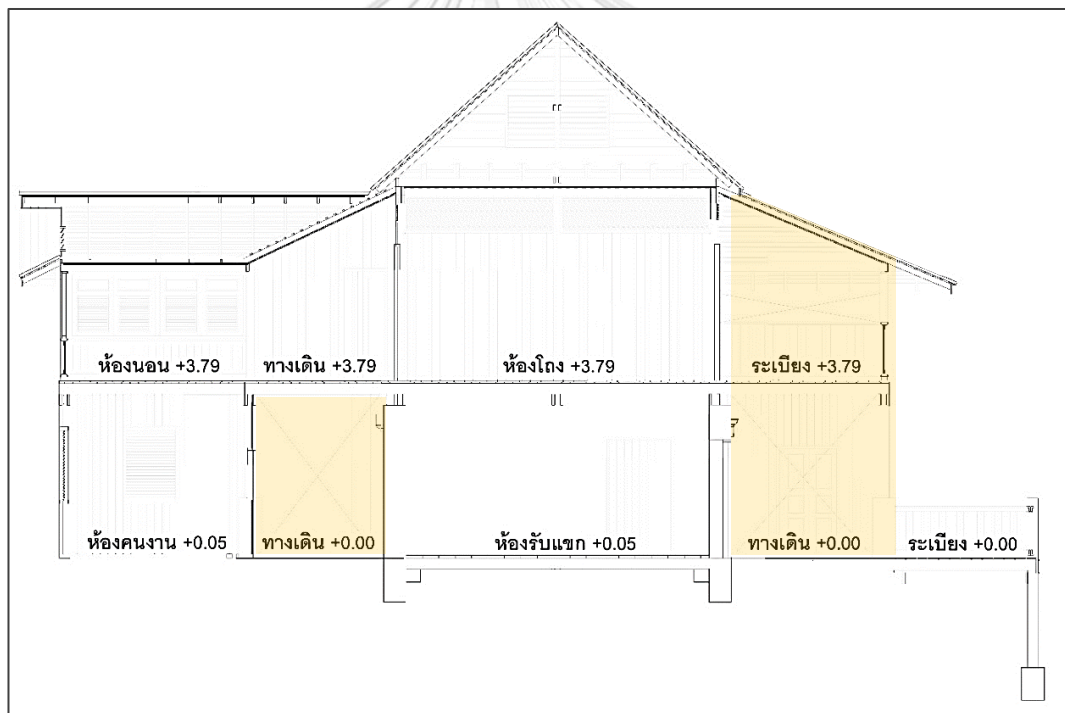 ห้องนอน +3.79
ทางเดิน +3.79
ห้องโถง +3.79
ระเบียง +3.79
ห้องคนงาน +0.05
ทางเดิน +0.00
ห้องรับแขก +0.05
ทางเดิน +0.00
ระเบียง +0.00